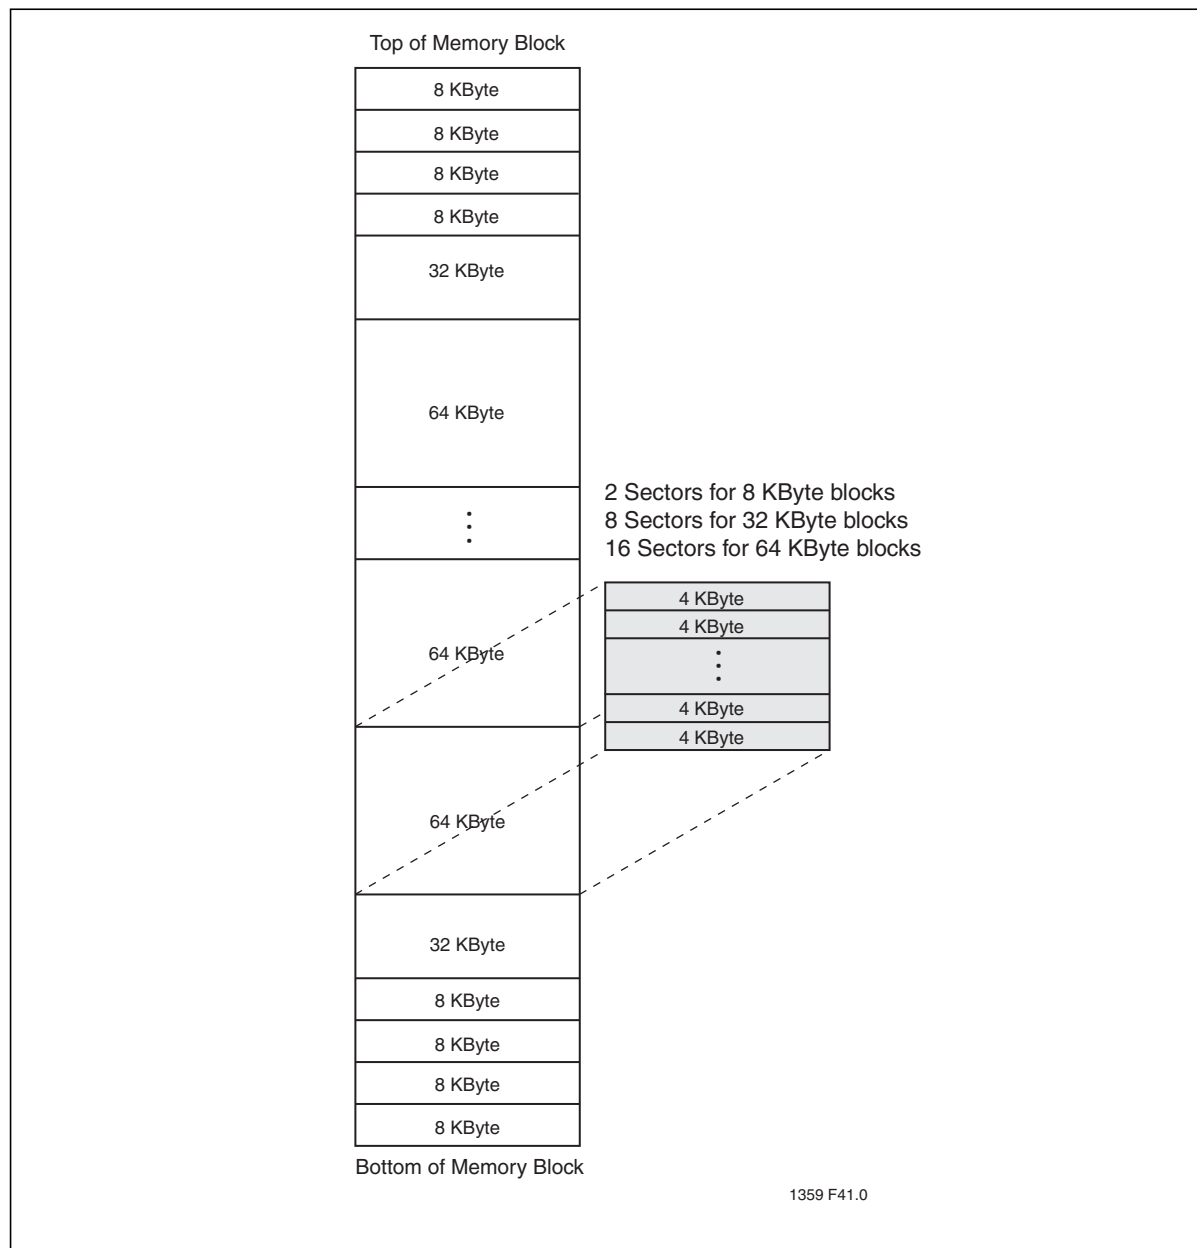 Top of Memory Block
8 KByte
8 KByte
8 KByte
8 KByte
32 KByte
64 KByte
2 Sectors for 8 KByte blocks
8 Sectors for 32 KByte blocks
16 Sectors for 64 KByte blocks
4 KByte
4 KByte
4 KByte
4 KByte
64 KByte
64 KByte
32 KByte
8 KByte
8 KByte
8 KByte
8 KByte
Bottom of Memory Block
1359 F41.0